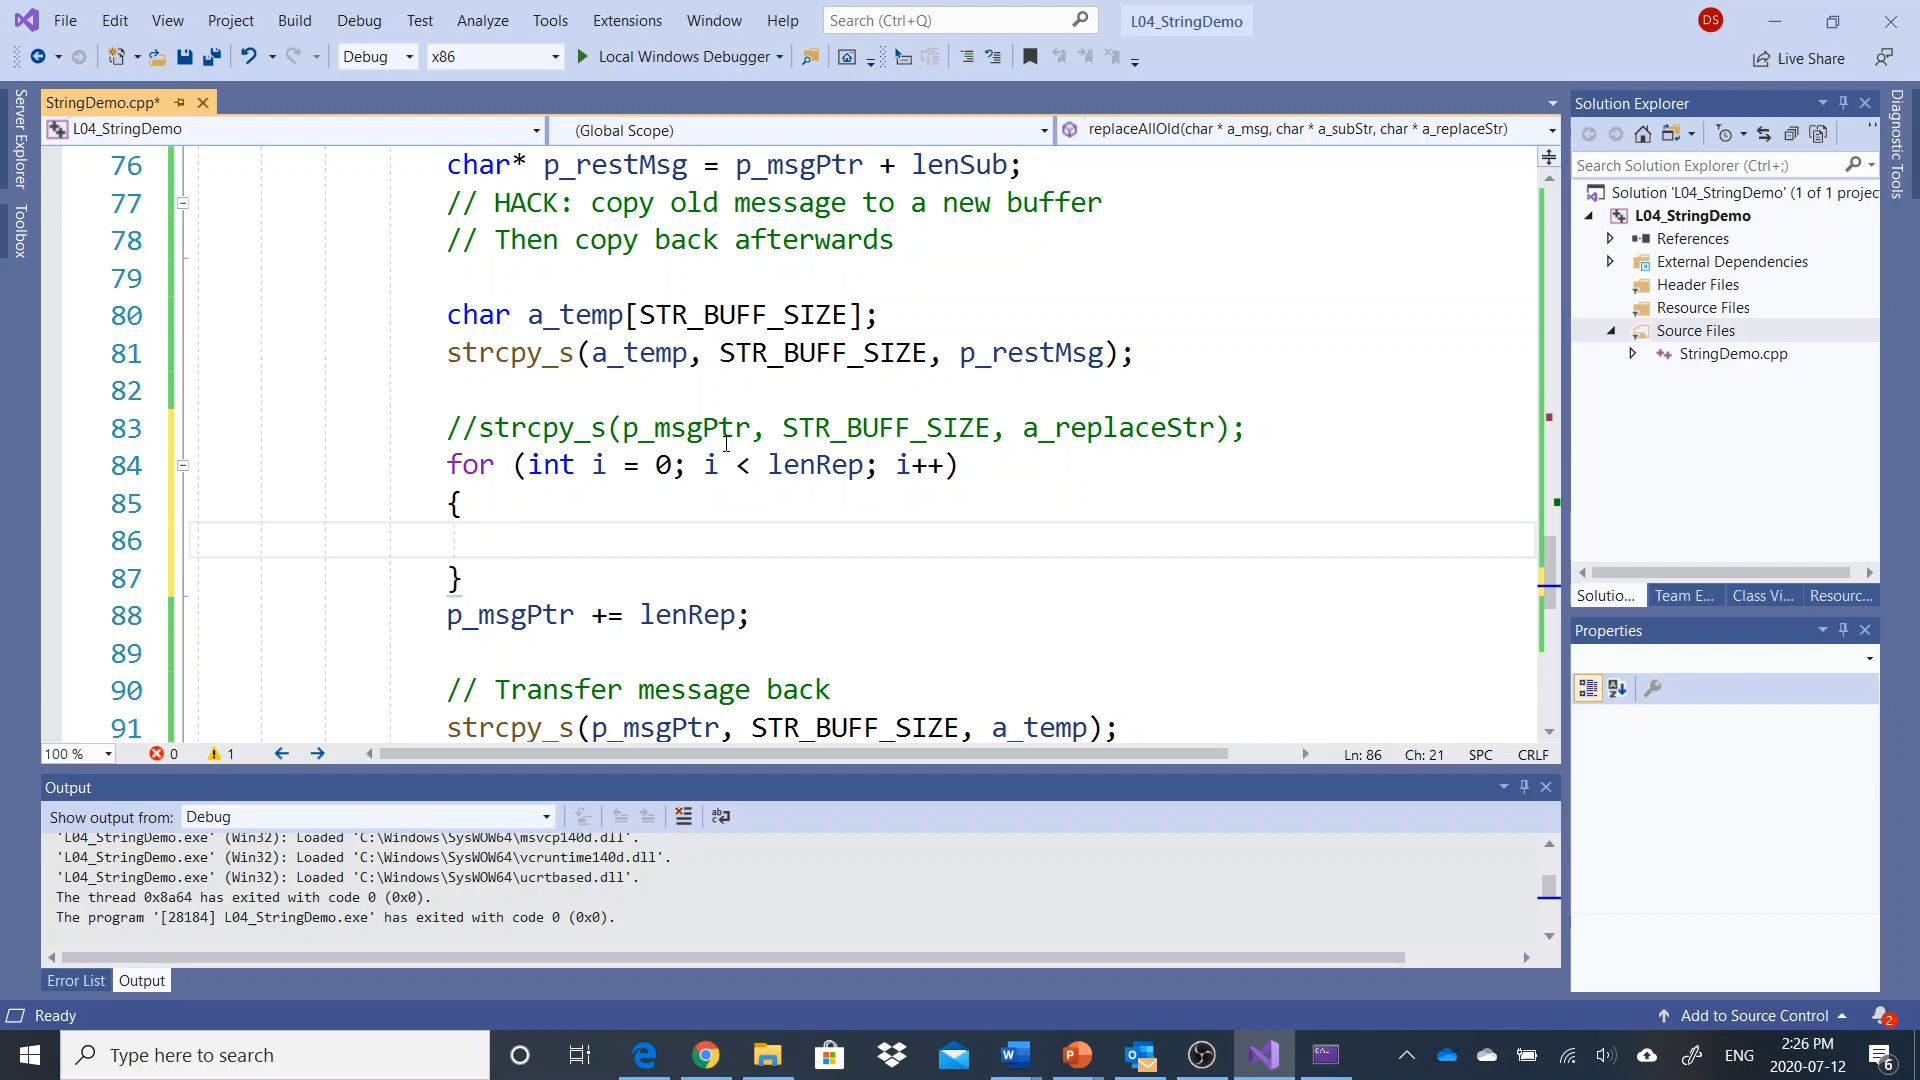 File Edit View Project Build Debug Test Analyze Tools Extensions Window Help Search (Ctrl+Q) L04_StringDemo DS
Debug x86 Local Windows Debugger Live Share
Server Explorer
Toolbox
StringDemo.cpp*
L04_StringDemo (Global Scope) replaceAllOld(char * a_msg, char * a_subStr, char * a_replaceStr)
76 char* p_restMsg = p_msgPtr + lenSub;
77 // HACK: copy old message to a new buffer
78 // Then copy back afterwards
79
80 char a_temp[STR_BUFF_SIZE];
81 strcpy_s(a_temp, STR_BUFF_SIZE, p_restMsg);
82
83 //strcpy_s(p_msgPtr, STR_BUFF_SIZE, a_replaceStr);
84 for (int i = 0; i < lenRep; i++)
85 {
86
87 }
88 p_msgPtr += lenRep;
89
90 // Transfer message back
91 strcpy_s(p_msgPtr, STR_BUFF_SIZE, a_temp);
100 % 0 1 Ln: 86 Ch: 21 SPC CRLF
Output
Show output from: Debug
'L04_StringDemo.exe' (Win32): Loaded 'C:\Windows\SysWOW64\msvcp140d.dll'.
'L04_StringDemo.exe' (Win32): Loaded 'C:\Windows\SysWOW64\vcruntime140d.dll'.
'L04_StringDemo.exe' (Win32): Loaded 'C:\Windows\SysWOW64\ucrtbased.dll'.
The thread 0x8a64 has exited with code 0 (0x0).
The program '[28184] L04_StringDemo.exe' has exited with code 0 (0x0).
Error List Output
Solution Explorer
Search Solution Explorer (Ctrl+;)
Solution 'L04_StringDemo' (1 of 1 projec
L04_StringDemo
References
External Dependencies
Header Files
Resource Files
Source Files
StringDemo.cpp
Solutio... Team E... Class Vi... Resourc...
Properties
Diagnostic Tools
Ready Add to Source Control 2
Type here to search ENG 2:26 PM
2020-07-12 6